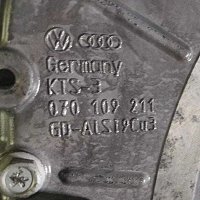 Germany
KTS-3
070 109 211
GD-ALSI9Cu3